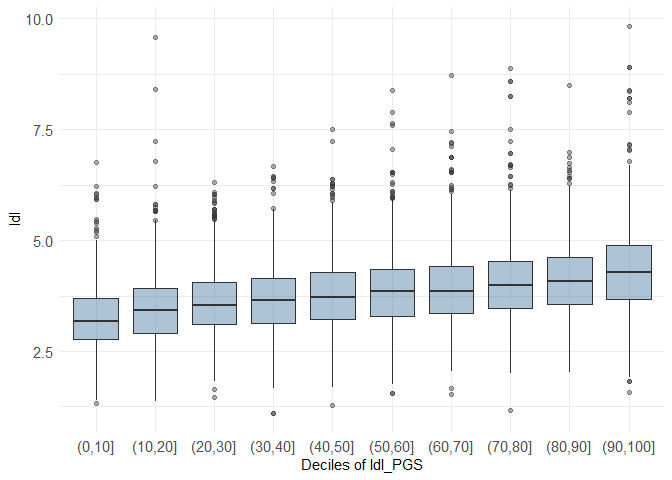 10.0
7.5
5.0
2.5
ldl
(0,10] (10,20] (20,30] (30,40] (40,50] (50,60] (60,70] (70,80] (80,90] (90,100]
Deciles of ldl_PGS